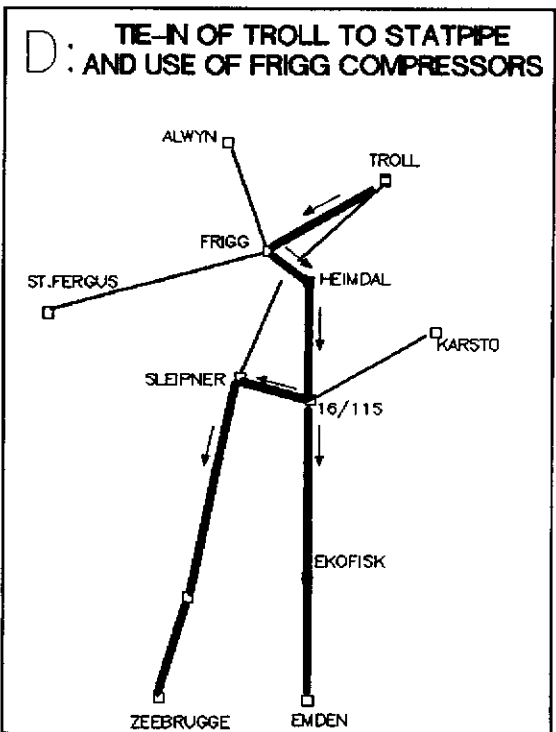 D: TIE-IN OF TROLL TO STATPIPE
AND USE OF FRIGG COMPRESSORS
ALWYN
TROLL
FRIGG
HEIMDAL
ST.FERGUS
KARSTO
SLEIPNER
16/11S
EKOFISK
ZEEBRUGGE
EMDEN